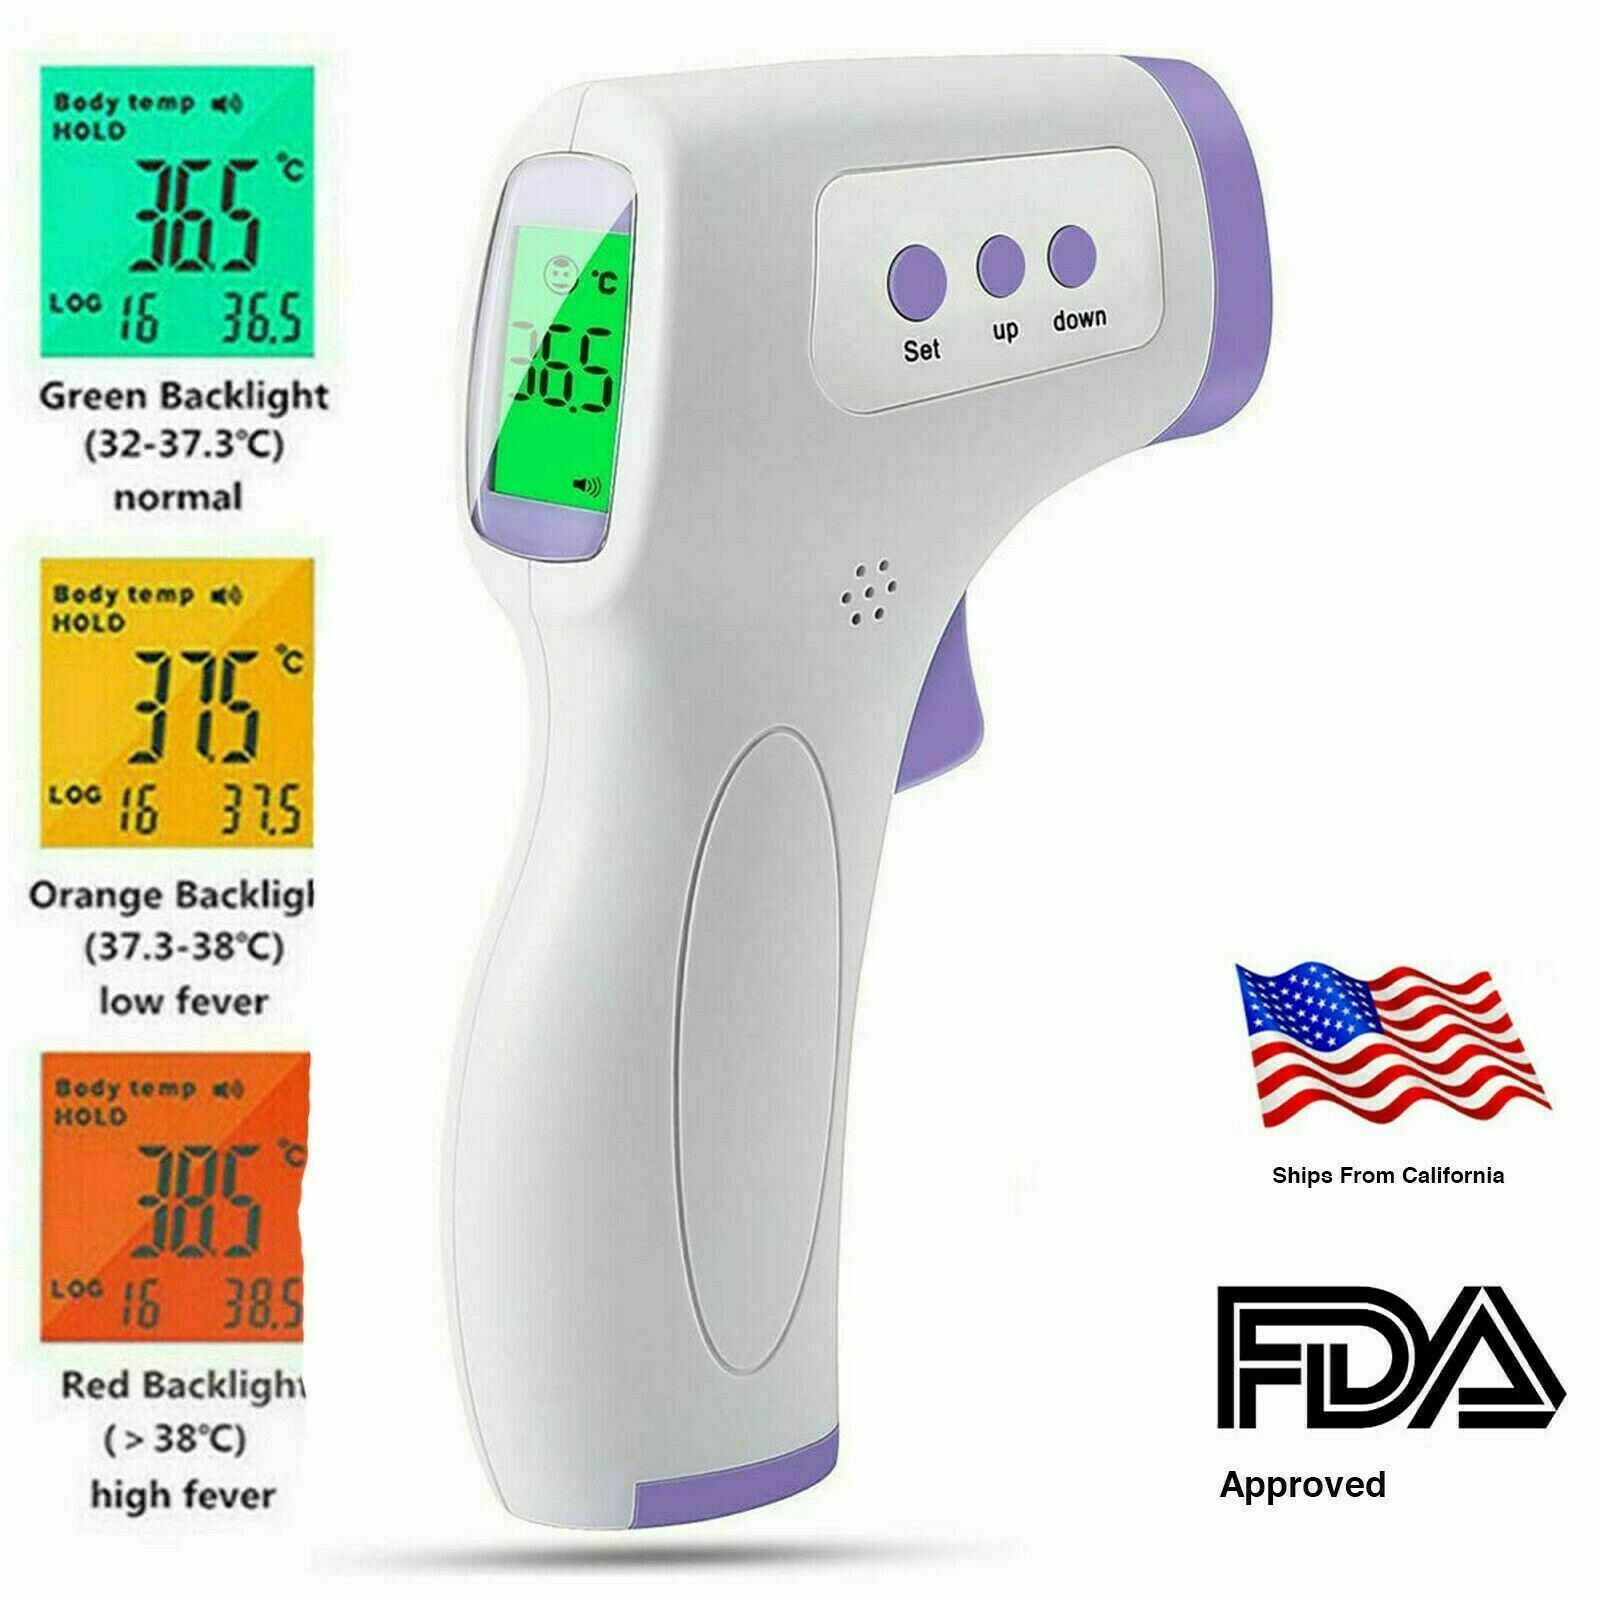 Body temp
HOLD
36.5 °C
LOG 16 36.5
Green Backlight
(32-37.3℃)
normal
Body temp
HOLD
37.5 °C
LOG 16 37.5
Orange Backligl
(37.3-38℃)
low fever
Body temp
HOLD
38.5 °C
LOG 16 38.5
Red Backligh
(>38℃)
high fever
°C
36.5
Set up down
Ships From California
FDA
Approved